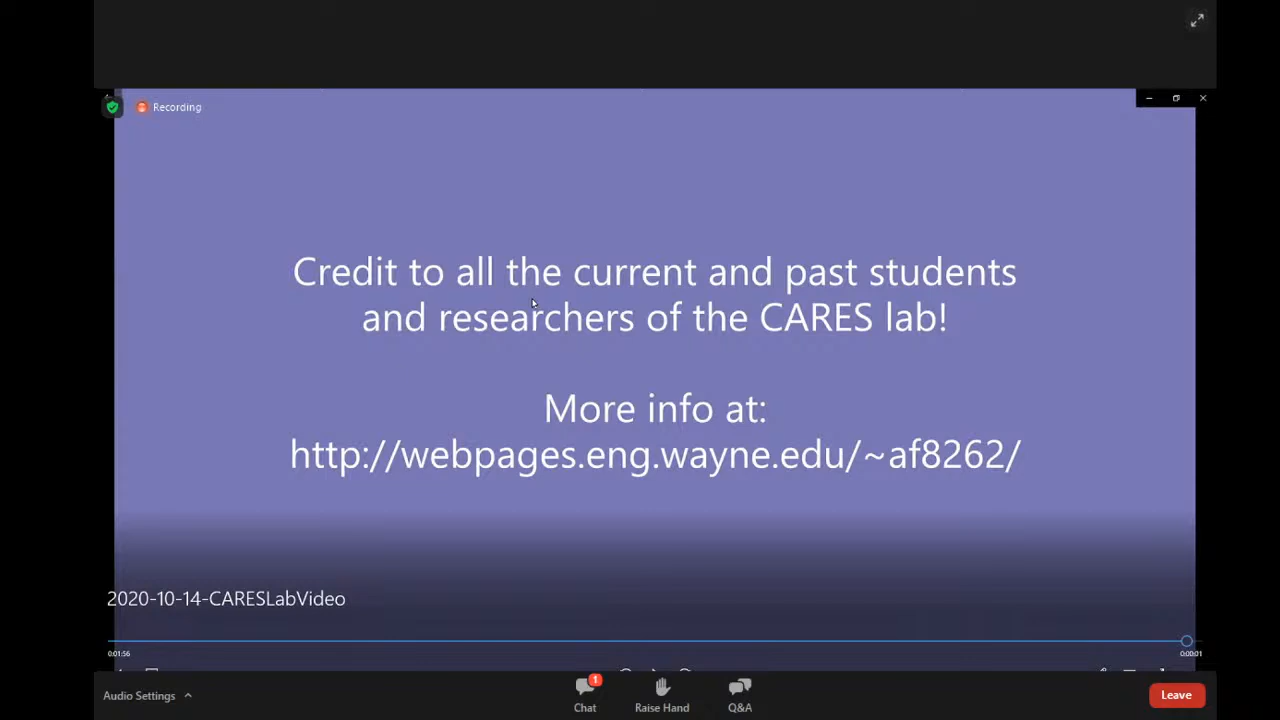 Recording
Credit to all the current and past students
and researchers of the CARES lab!
More info at:
http://webpages.eng.wayne.edu/~af8262/
2020-10-14-CARESLabVideo
0:01:56
0:00:01
Audio Settings
1
Chat
Raise Hand
Q&A
Leave